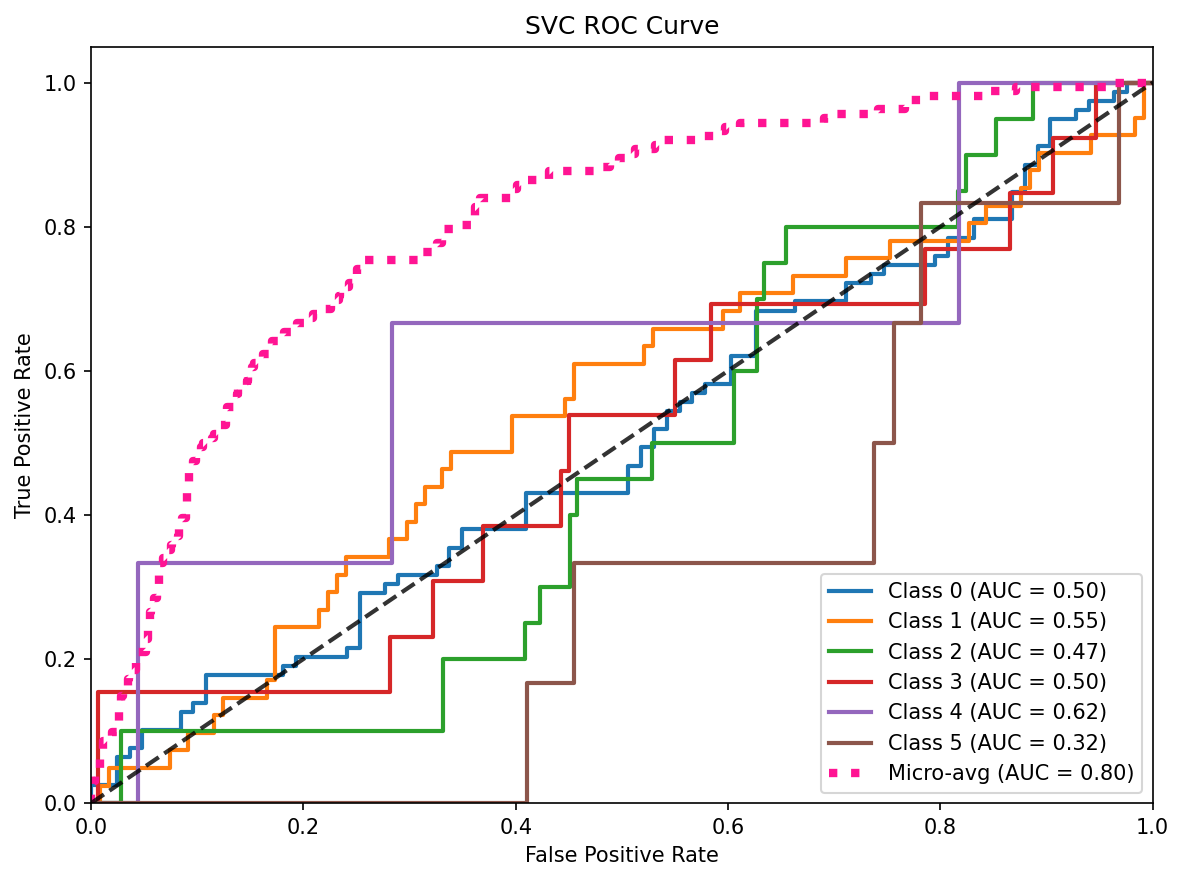 SVC ROC Curve
True Positive Rate
1.0
0.8
0.6
0.4
0.2
0.0
0.0 0.2 0.4 0.6 0.8 1.0
False Positive Rate
Class 0 (AUC = 0.50)
Class 1 (AUC = 0.55)
Class 2 (AUC = 0.47)
Class 3 (AUC = 0.50)
Class 4 (AUC = 0.62)
Class 5 (AUC = 0.32)
Micro-avg (AUC = 0.80)